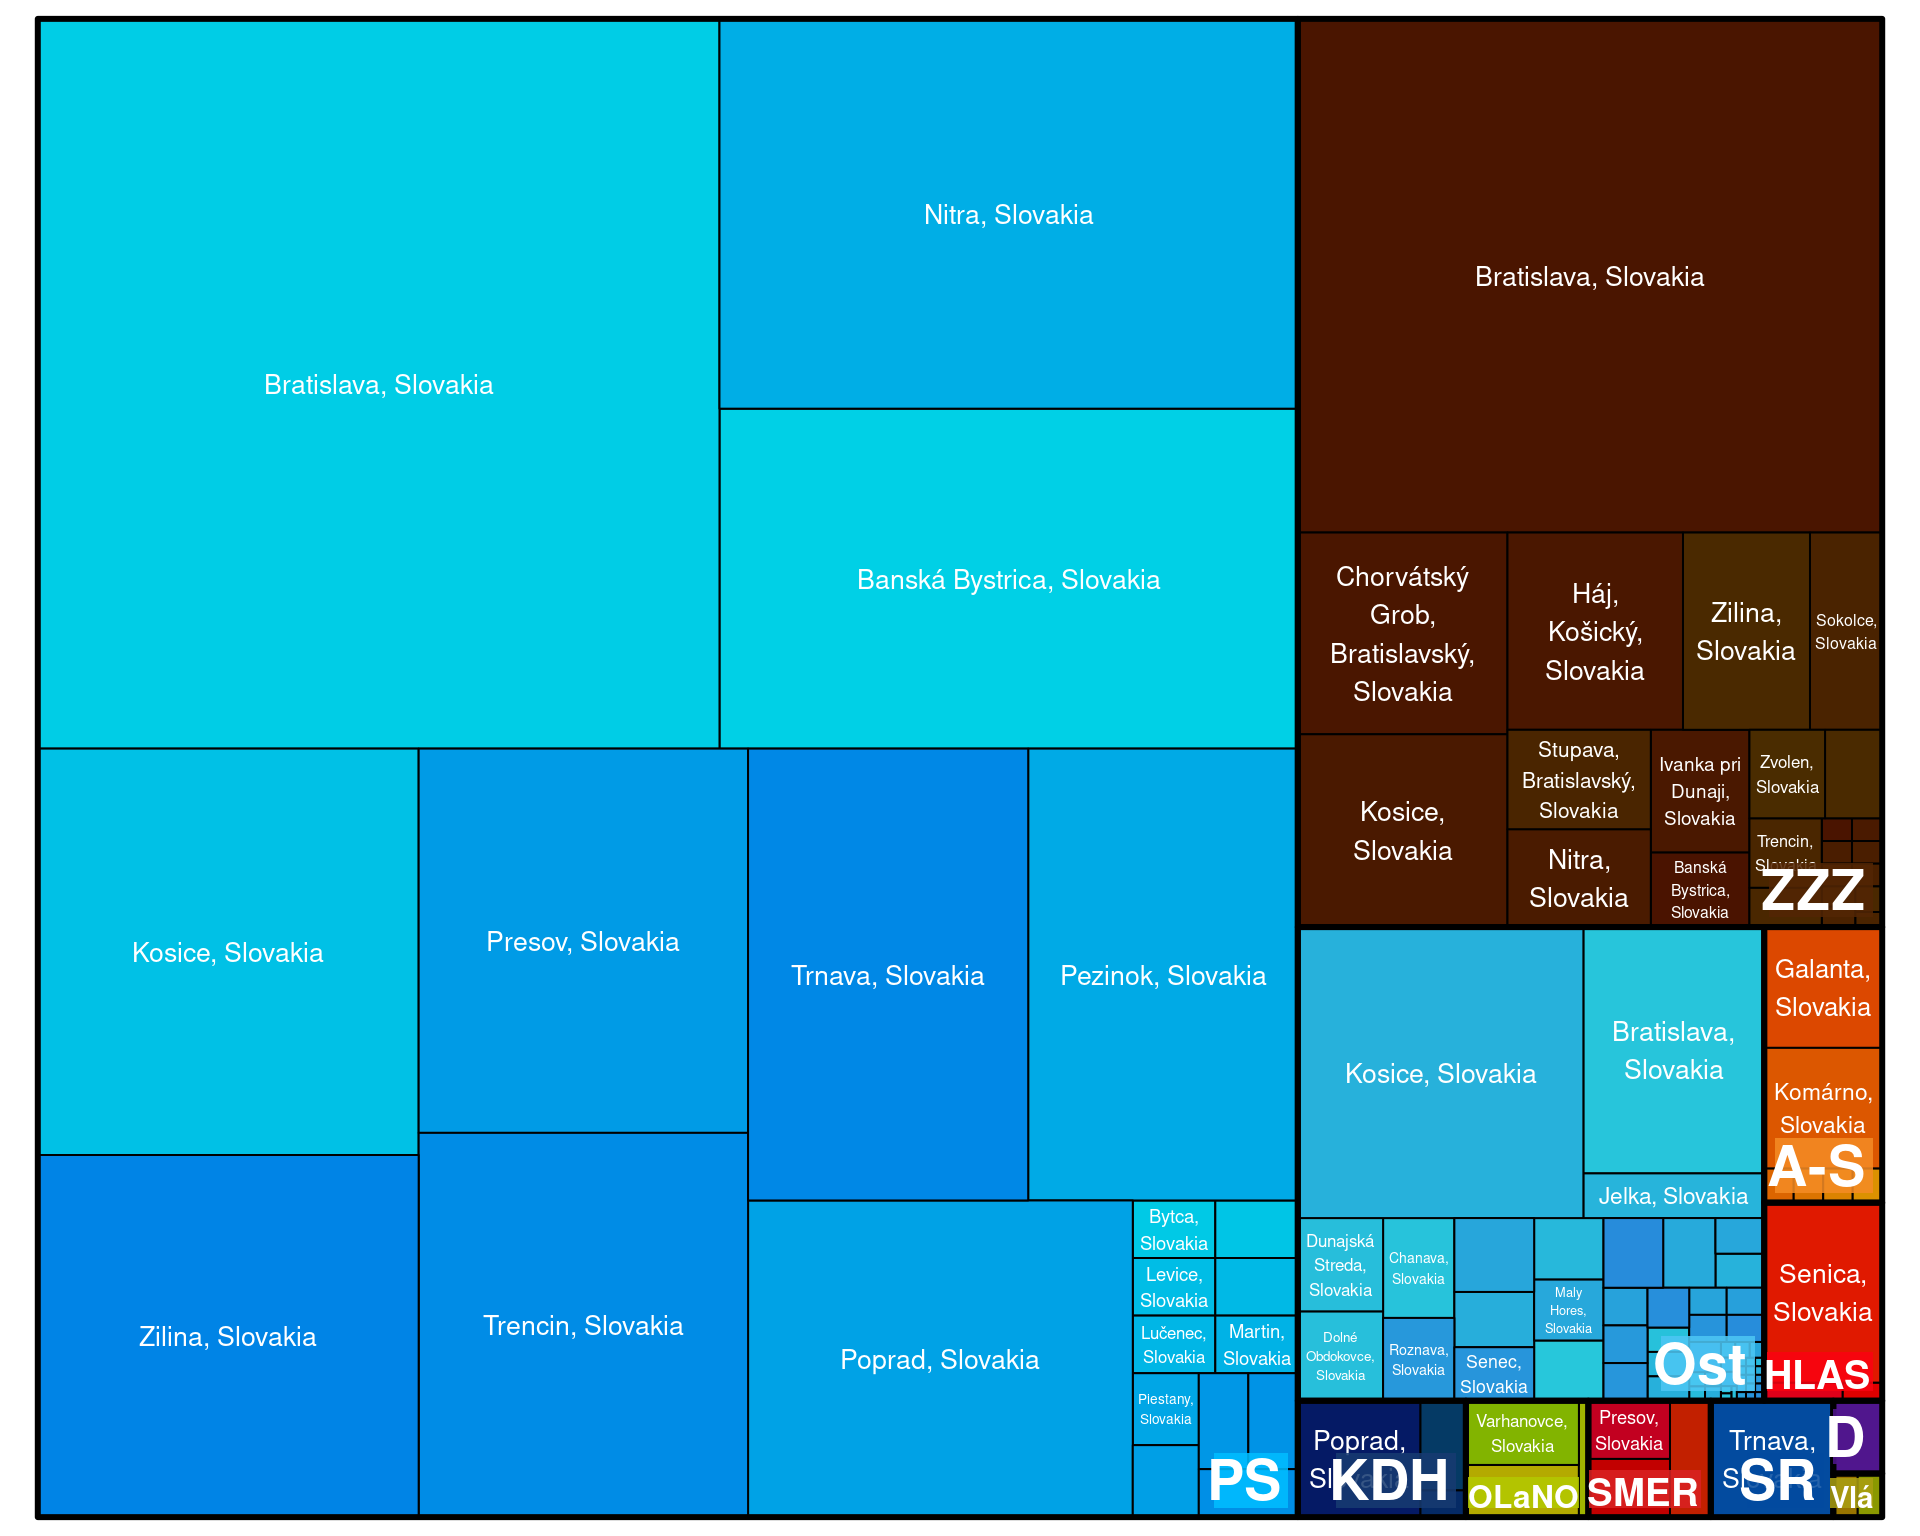 Bratislava, Slovakia
Nitra, Slovakia
Banská Bystrica, Slovakia
Kosice, Slovakia
Presov, Slovakia
Trnava, Slovakia
Pezinok, Slovakia
Zilina, Slovakia
Trencin, Slovakia
Poprad, Slovakia
Bytca,
Slovakia
Levice,
Slovakia
Lučenec,
Slovakia
Martin,
Slovakia
Piestany,
Slovakia
PS
Bratislava, Slovakia
Chorvátský
Grob,
Bratislavský,
Slovakia
Háj,
Košický,
Slovakia
Zilina,
Slovakia
Sokolce,
Slovakia
Kosice,
Slovakia
Stupava,
Bratislavský,
Slovakia
Nitra,
Slovakia
Ivanka pri
Dunaji,
Slovakia
Banská
Bystrica,
Slovakia
Zvolen,
Slovakia
Trencin,
Slovakia
ZZZ
Kosice, Slovakia
Bratislava,
Slovakia
Jelka, Slovakia
Dunajská
Streda,
Slovakia
Dolné
Obdokovce,
Slovakia
Chanava,
Slovakia
Roznava,
Slovakia
Senec,
Slovakia
Maly
Hores,
Slovakia
Ost
Galanta,
Slovakia
Komárno,
Slovakia
A-S
Senica,
Slovakia
HLAS
Poprad,
KDH
Varhanovce,
Slovakia
OLaNO
Presov,
Slovakia
SMER
Trnava,
SR
D
Vlá